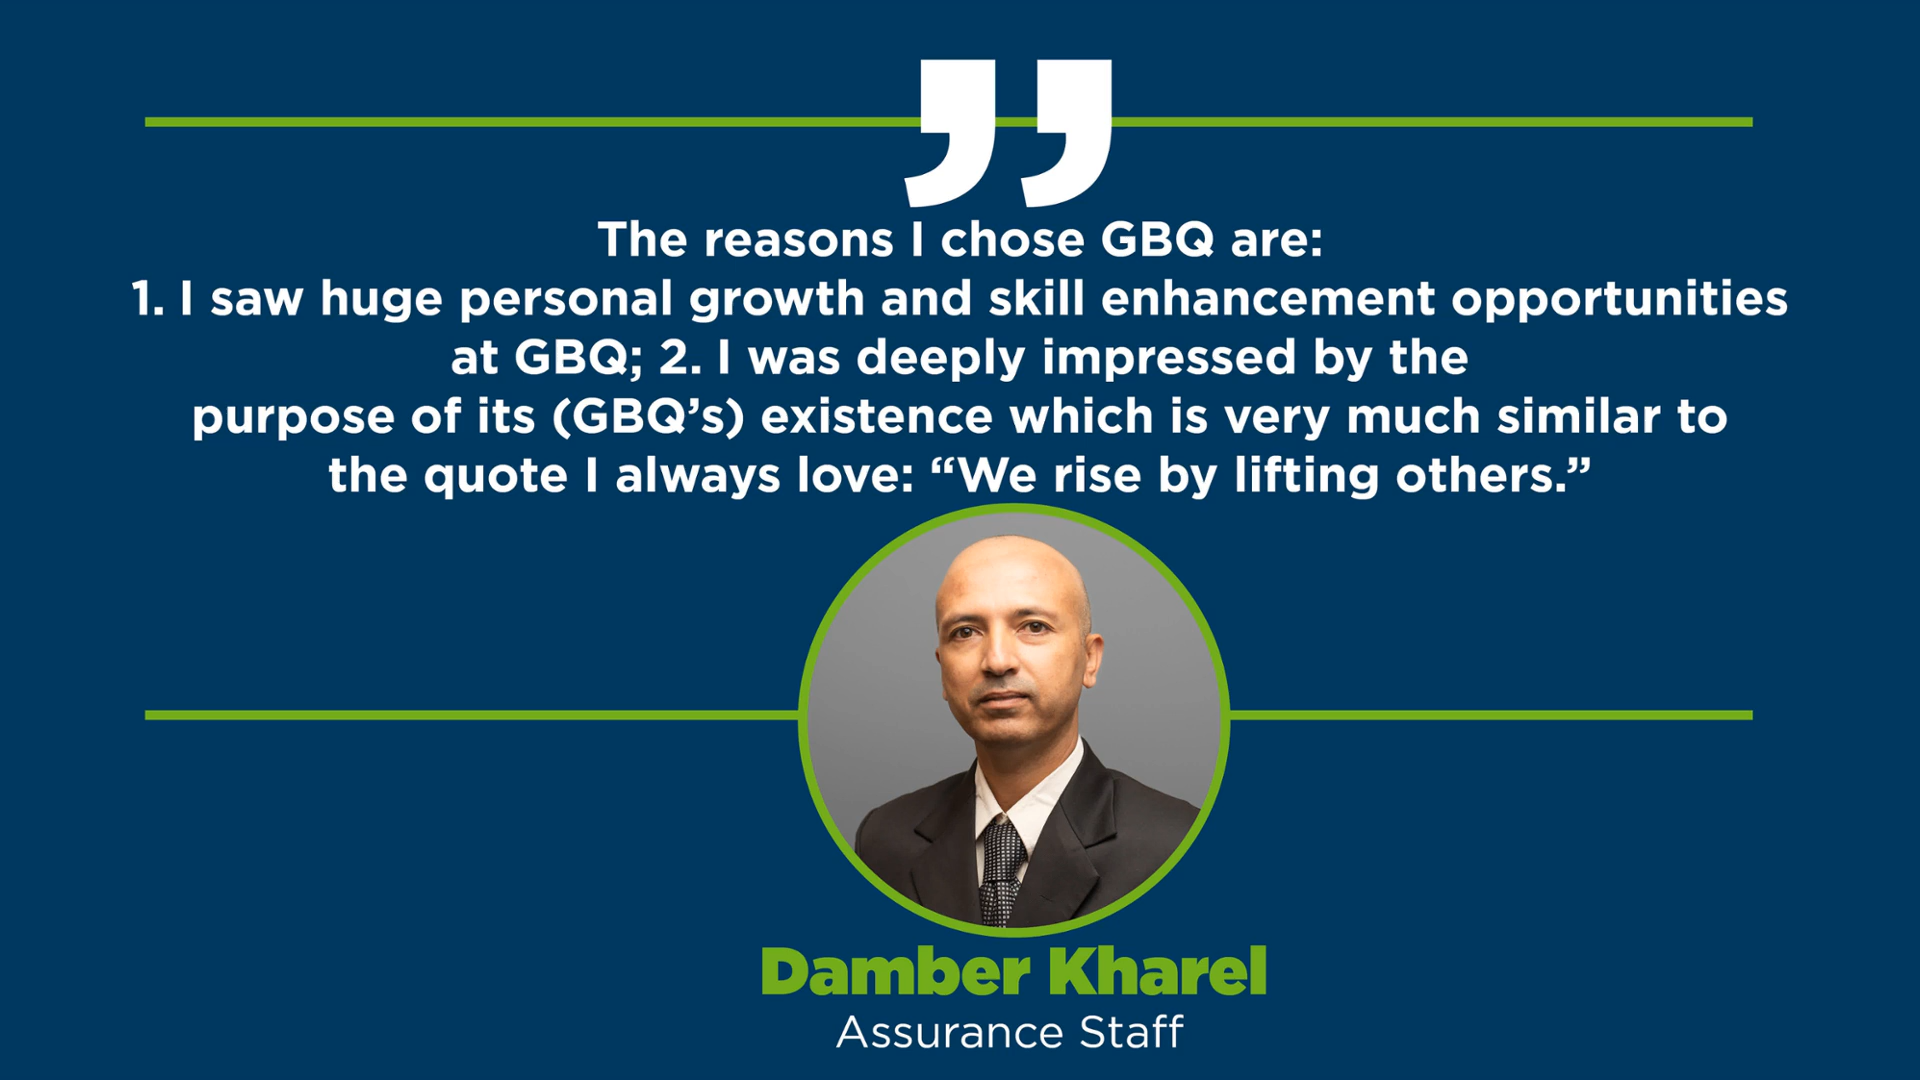 ”
The reasons I chose GBQ are:
1. I saw huge personal growth and skill enhancement opportunities
at GBQ; 2. I was deeply impressed by the
purpose of its (GBQ’s) existence which is very much similar to
the quote I always love: “We rise by lifting others.”
Damber Kharel
Assurance Staff